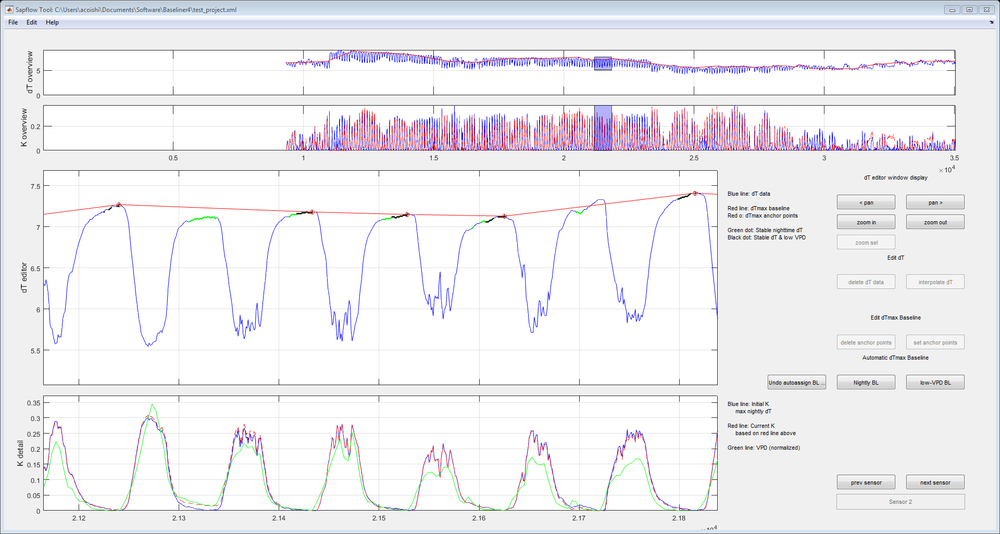 Sapflow Tool: C:\Users\acoishi\Documents\Software\Baseliner4\test_project.xml
File Edit Help
dT overview
5
0
K overview
0.2
0
0.5 1 1.5 2 2.5 3 3.5
×10^4
dT editor
7.5
7
6.5
6
5.5
dT editor window display
Blue line: dT data
Red line: dTmax baseline
Red o: dTmax anchor points
Green dot: Stable nighttime dT
Black dot: Stable dT & low VPD
< pan pan >
zoom in zoom out
zoom sel
Edit dT
delete dT data interpolate dT
Edit dTmax Baseline
delete anchor points set anchor points
Automatic dTmax Baseline
Undo autoassign BL ... Nightly BL low-VPD BL
K detail
0.35
0.3
0.25
0.2
0.15
0.1
0.05
0
2.12 2.13 2.14 2.15 2.16 2.17 2.18
×10^4
Blue line: Initial K
max nightly dT
Red line: Current K
based on red line above
Green line: VPD (normalized)
prev sensor next sensor
Sensor 2